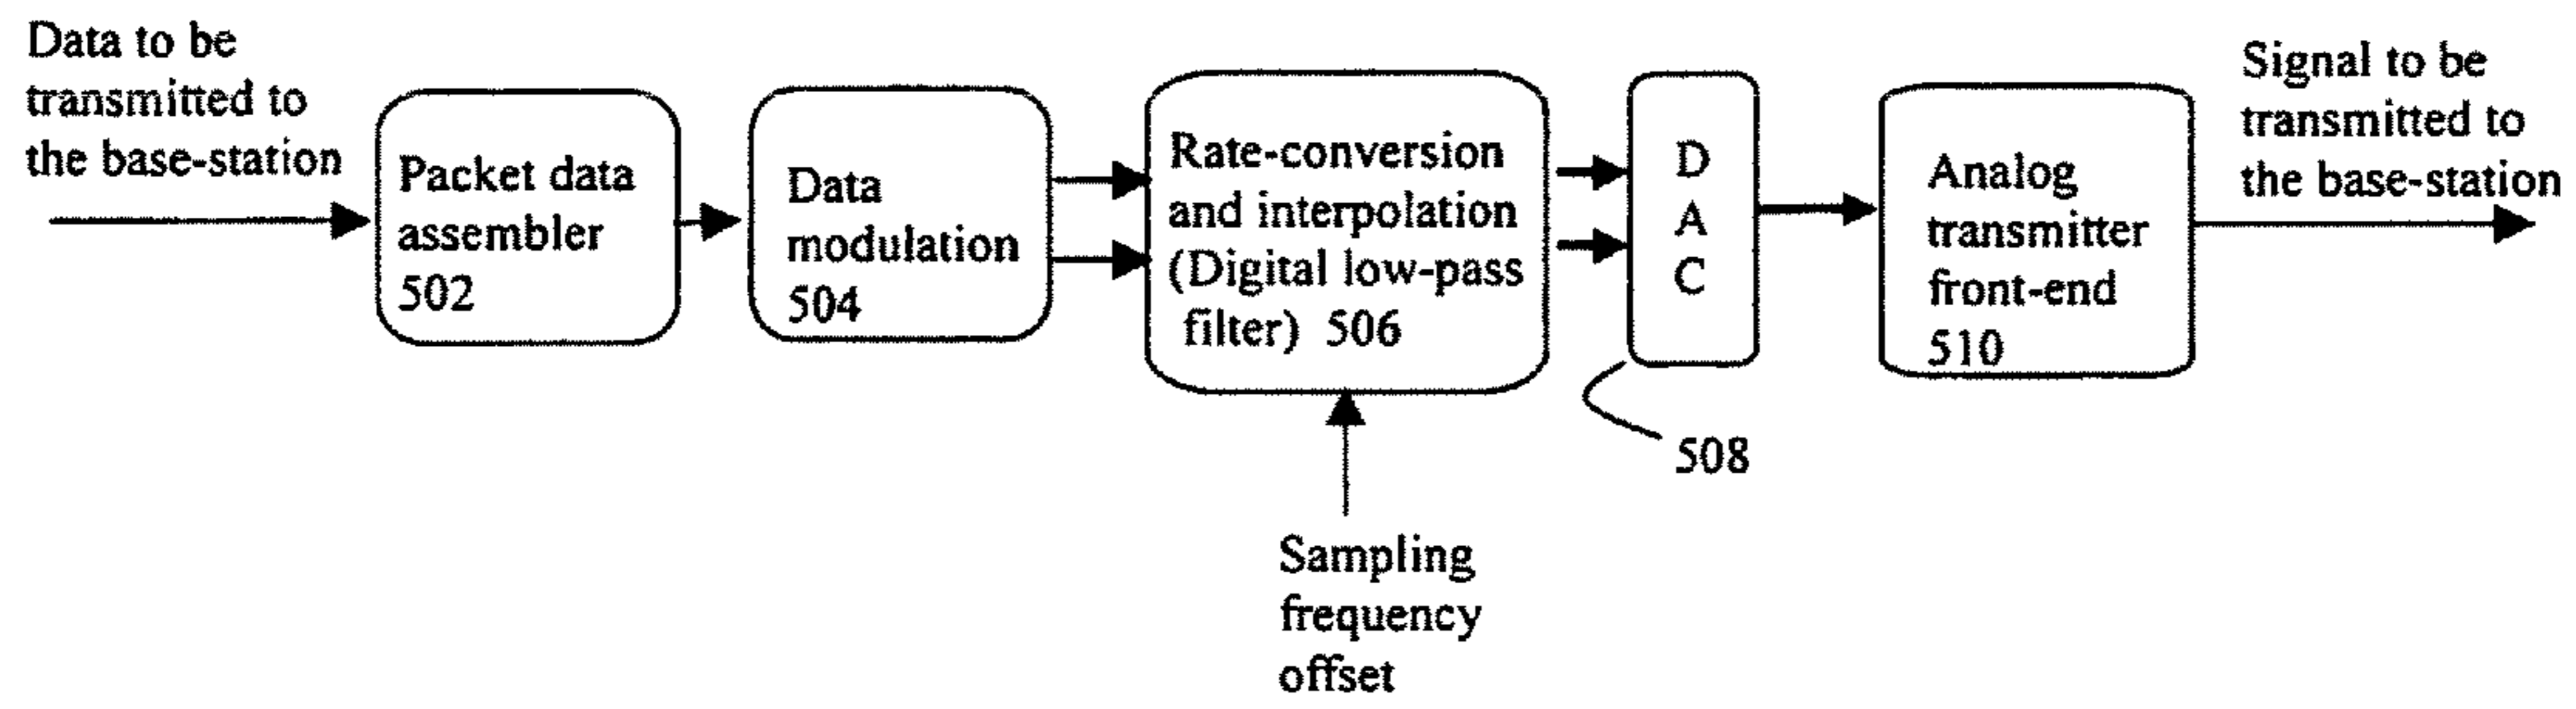 Data to be
transmitted to
the base-station
Packet data
assembler
502
Data
modulation
504
Rate-conversion
and interpolation
(Digital low-pass
filter) 506
D
A
C
508
Analog
transmitter
front-end
510
Signal to be
transmitted to
the base-station
Sampling
frequency
offset